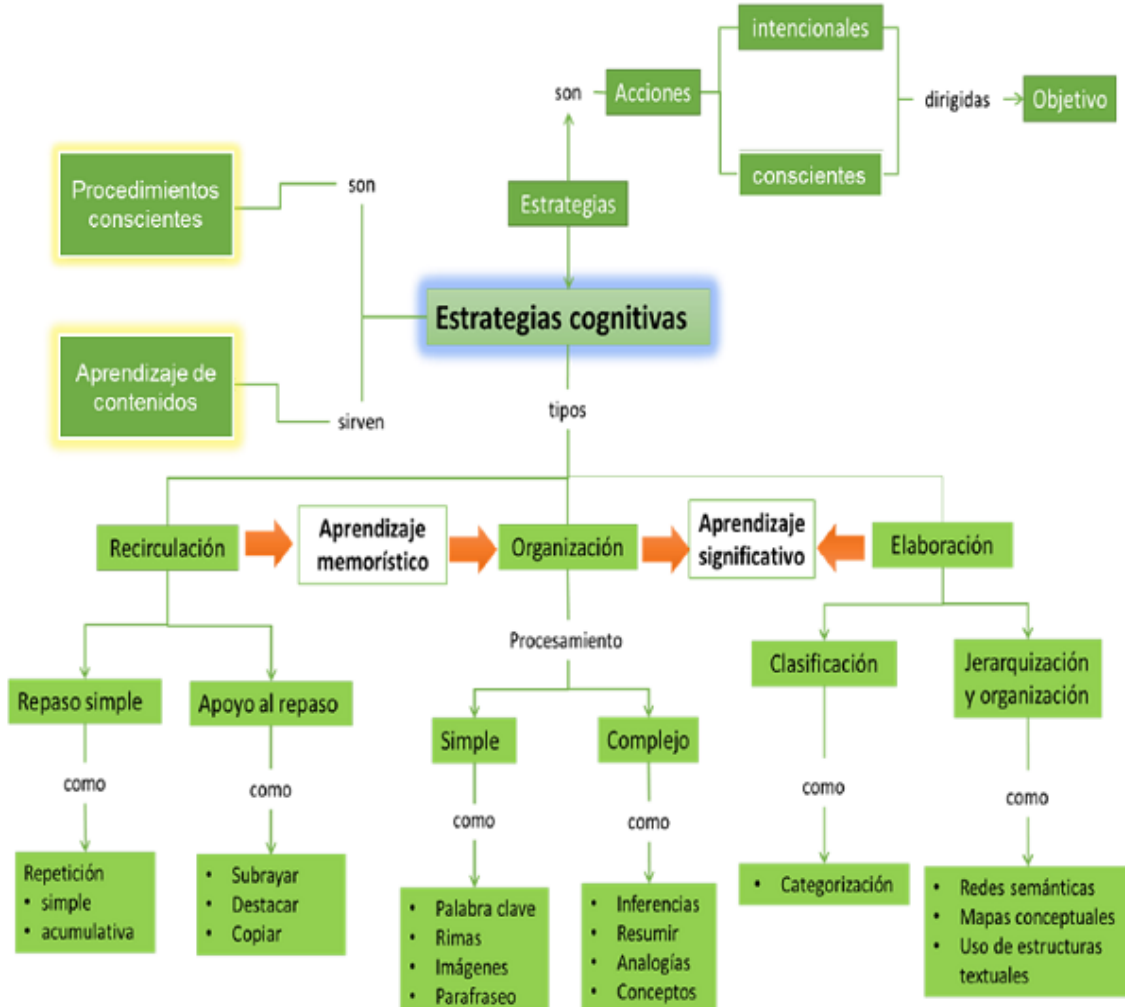 intencionales
son
Acciones
dirigidas
Objetivo
conscientes
Procedimientos
conscientes
son
Estrategias
Estrategias cognitivas
Aprendizaje de
contenidos
sirven
tipos
Recirculación
Aprendizaje
memorístico
Organización
Aprendizaje
significativo
Elaboración
Repaso simple
Apoyo al repaso
Procesamiento
Clasificación
Jerarquización
y organización
Simple
Complejo
como
como
como
como
como
como
Repetición
• simple
• acumulativa
• Subrayar
• Destacar
• Copiar
• Palabra clave
• Rimas
• Imágenes
• Parafraseo
• Inferencias
• Resumir
• Analogías
• Conceptos
• Categorización
• Redes semánticas
• Mapas conceptuales
• Uso de estructuras
textuales